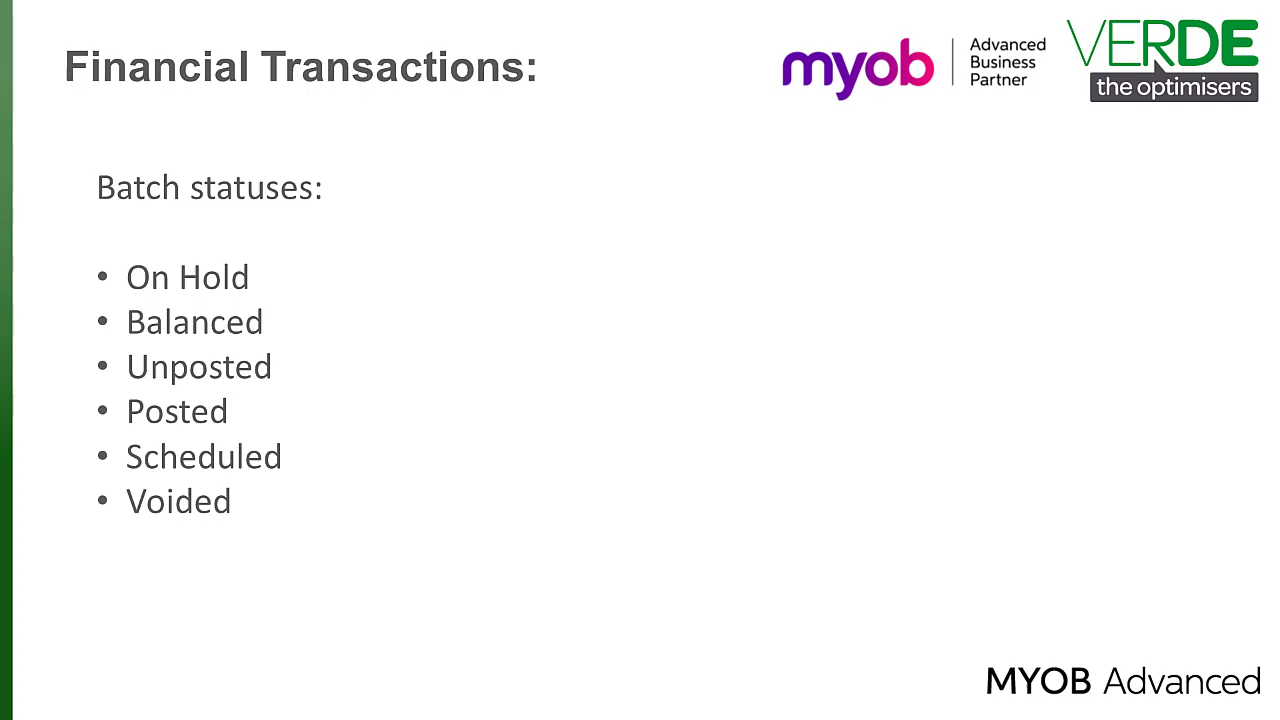 Financial Transactions:
myob
Advanced
Business
Partner
VERDE
the optimisers
Batch statuses:
• On Hold
• Balanced
• Unposted
• Posted
• Scheduled
• Voided
MYOB Advanced